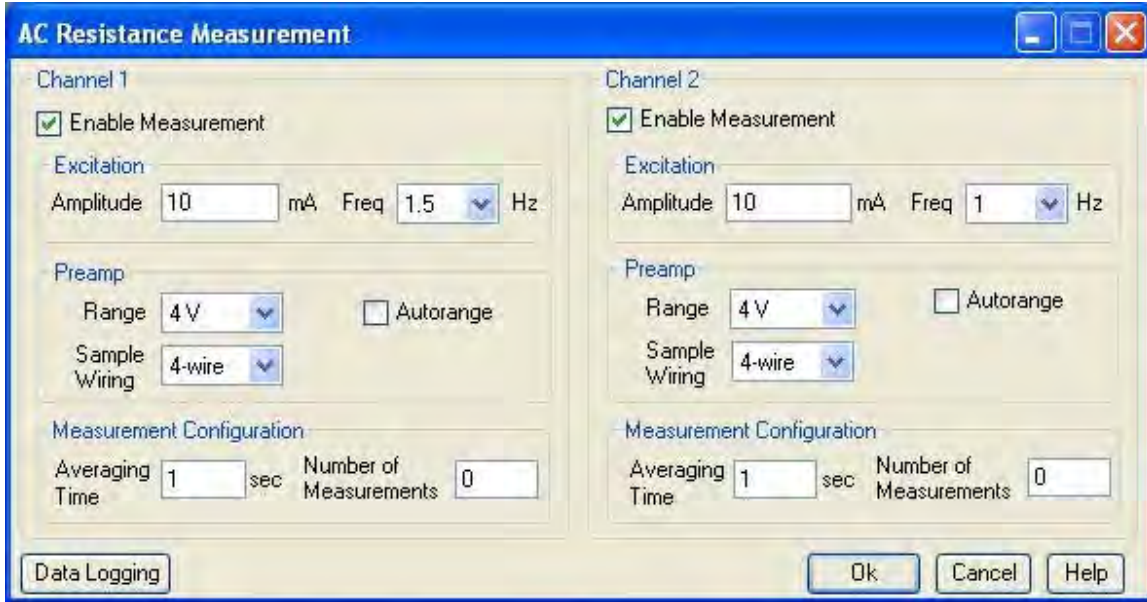 AC Resistance Measurement
Channel 1
Enable Measurement
Excitation
Amplitude 10 mA Freq 1.5 Hz
Preamp
Range 4 V Autorange
Sample
Wiring 4-wire
Measurement Configuration
Averaging
Time 1 sec Number of
Measurements 0
Channel 2
Enable Measurement
Excitation
Amplitude 10 mA Freq 1 Hz
Preamp
Range 4 V Autorange
Sample
Wiring 4-wire
Measurement Configuration
Averaging
Time 1 sec Number of
Measurements 0
Data Logging Ok Cancel Help